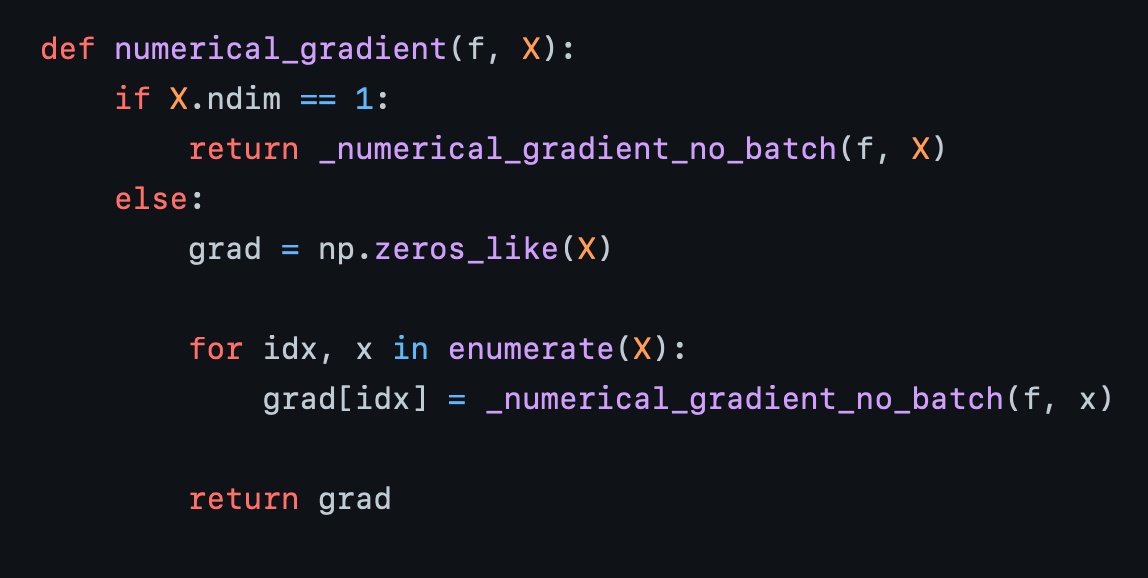 def numerical_gradient(f, X):
    if X.ndim == 1:
        return _numerical_gradient_no_batch(f, X)
    else:
        grad = np.zeros_like(X)

        for idx, x in enumerate(X):
            grad[idx] = _numerical_gradient_no_batch(f, x)

        return grad